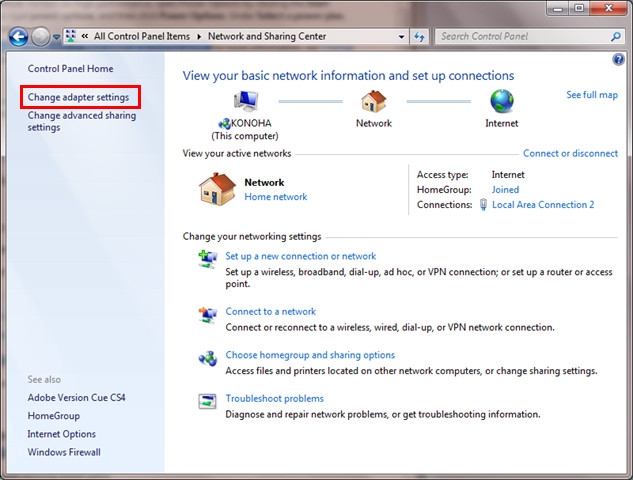 All Control Panel Items
Network and Sharing Center
Search Control Panel
Control Panel Home
Change adapter settings
Change advanced sharing
settings
See also
Adobe Version Cue CS4
HomeGroup
Internet Options
Windows Firewall
View your basic network information and set up connections
KONOHA
(This computer)
Network
Internet
See full map
View your active networks
Connect or disconnect
Network
Home network
Access type: Internet
HomeGroup: Joined
Connections: Local Area Connection 2
Change your networking settings
Set up a new connection or network
Set up a wireless, broadband, dial-up, ad hoc, or VPN connection; or set up a router or access
point.
Connect to a network
Connect or reconnect to a wireless, wired, dial-up, or VPN network connection.
Choose homegroup and sharing options
Access files and printers located on other network computers, or change sharing settings.
Troubleshoot problems
Diagnose and repair network problems, or get troubleshooting information.